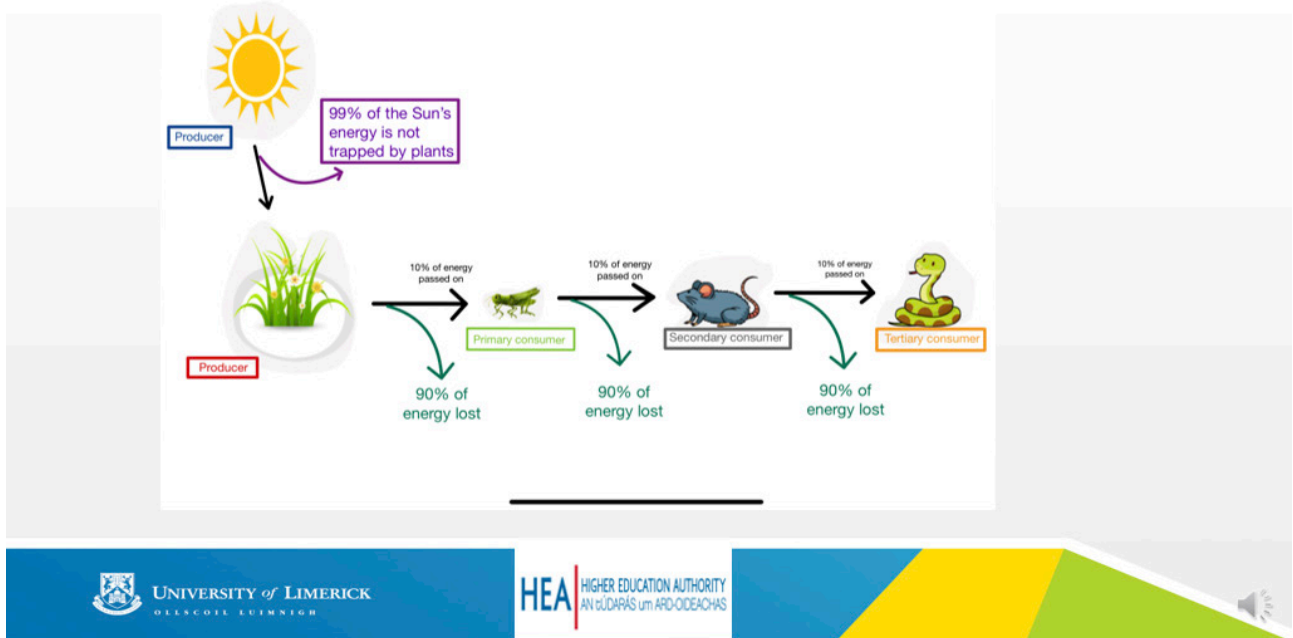 Producer
99% of the Sun's
energy is not
trapped by plants
10% of energy
passed on
10% of energy
passed on
10% of energy
passed on
Primary consumer
Secondary consumer
Tertiary consumer
Producer
90% of
energy lost
90% of
energy lost
90% of
energy lost
UNIVERSITY of LIMERICK
OLLSCOIL LUIMNIGH
HEA
HIGHER EDUCATION AUTHORITY
AN tÚDARÁS um ARD-OIDEACHAS